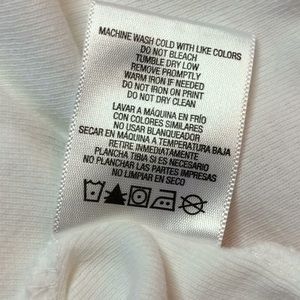 MACHINE WASH COLD WITH LIKE COLORS
DO NOT BLEACH
TUMBLE DRY LOW
REMOVE PROMPTLY
WARM IRON IF NEEDED
DO NOT IRON ON PRINT
DO NOT DRY CLEAN
LAVAR A MÁQUINA EN FRÍO
CON COLORES SIMILARES
NO USAR BLANQUEADOR
SECAR EN MÁQUINA A TEMPERATURA BAJA
RETIRE INMEDIATAMENTE
PLANCHA TIBIA SI ES NECESARIO
NO PLANCHAR LAS PARTES IMPRESAS
NO LIMPIAR EN SECO